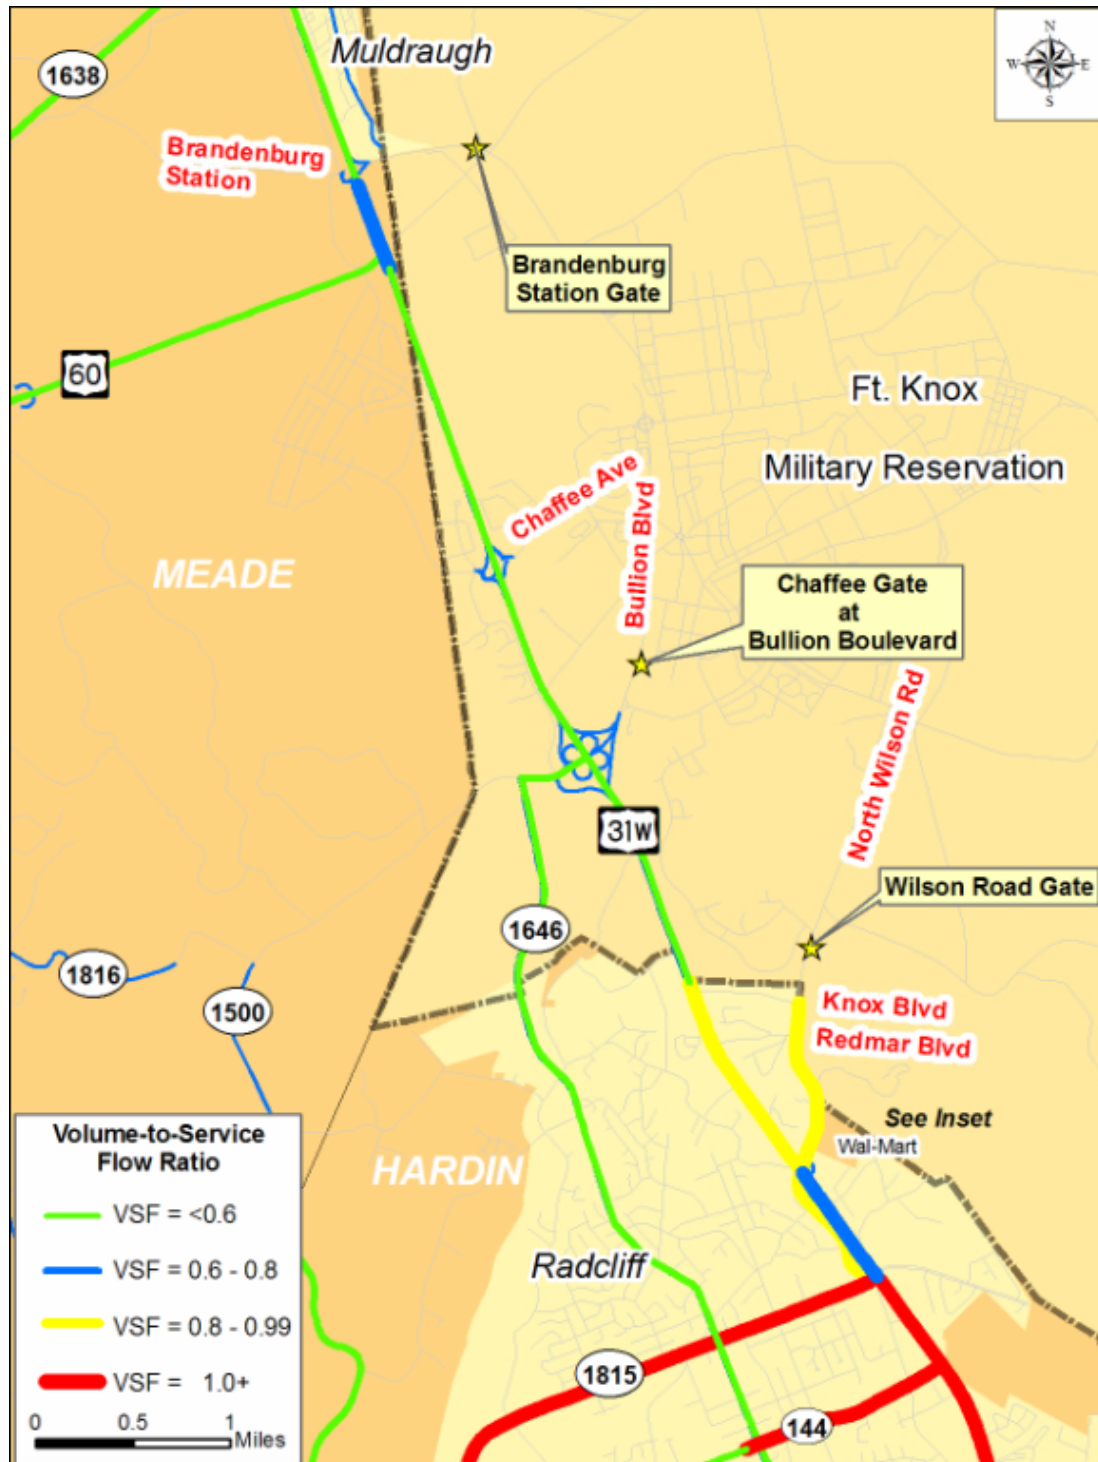 Muldraugh
N
W
E
S
1638
Brandenburg
Station
Brandenburg
Station Gate
60
Ft. Knox
Military Reservation
Chaffee Ave
Bullion Blvd
MEADE
Chaffee Gate
at
Bullion Boulevard
North Wilson Rd
31W
Wilson Road Gate
1646
1816
1500
Knox Blvd
Redmar Blvd
See Inset
Wal-Mart
HARDIN
Radcliff
1815
144
Volume-to-Service
Flow Ratio
VSF = <0.6
VSF = 0.6 - 0.8
VSF = 0.8 - 0.99
VSF = 1.0+
0 0.5 1
Miles